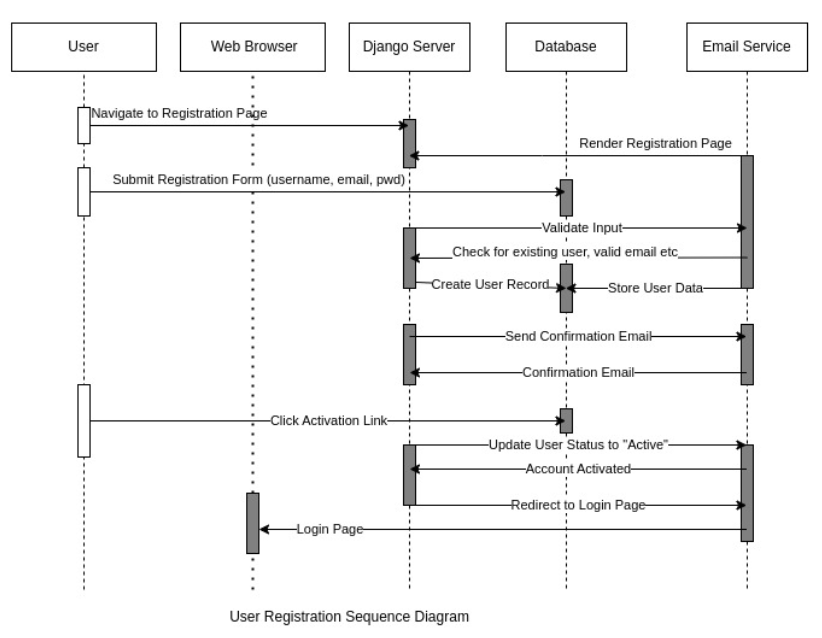 User
Web Browser
Django Server
Database
Email Service
Navigate to Registration Page
Render Registration Page
Submit Registration Form (username, email, pwd)
Validate Input
Check for existing user, valid email etc
Create User Record
Store User Data
Send Confirmation Email
Confirmation Email
Click Activation Link
Update User Status to "Active"
Account Activated
Redirect to Login Page
Login Page
User Registration Sequence Diagram